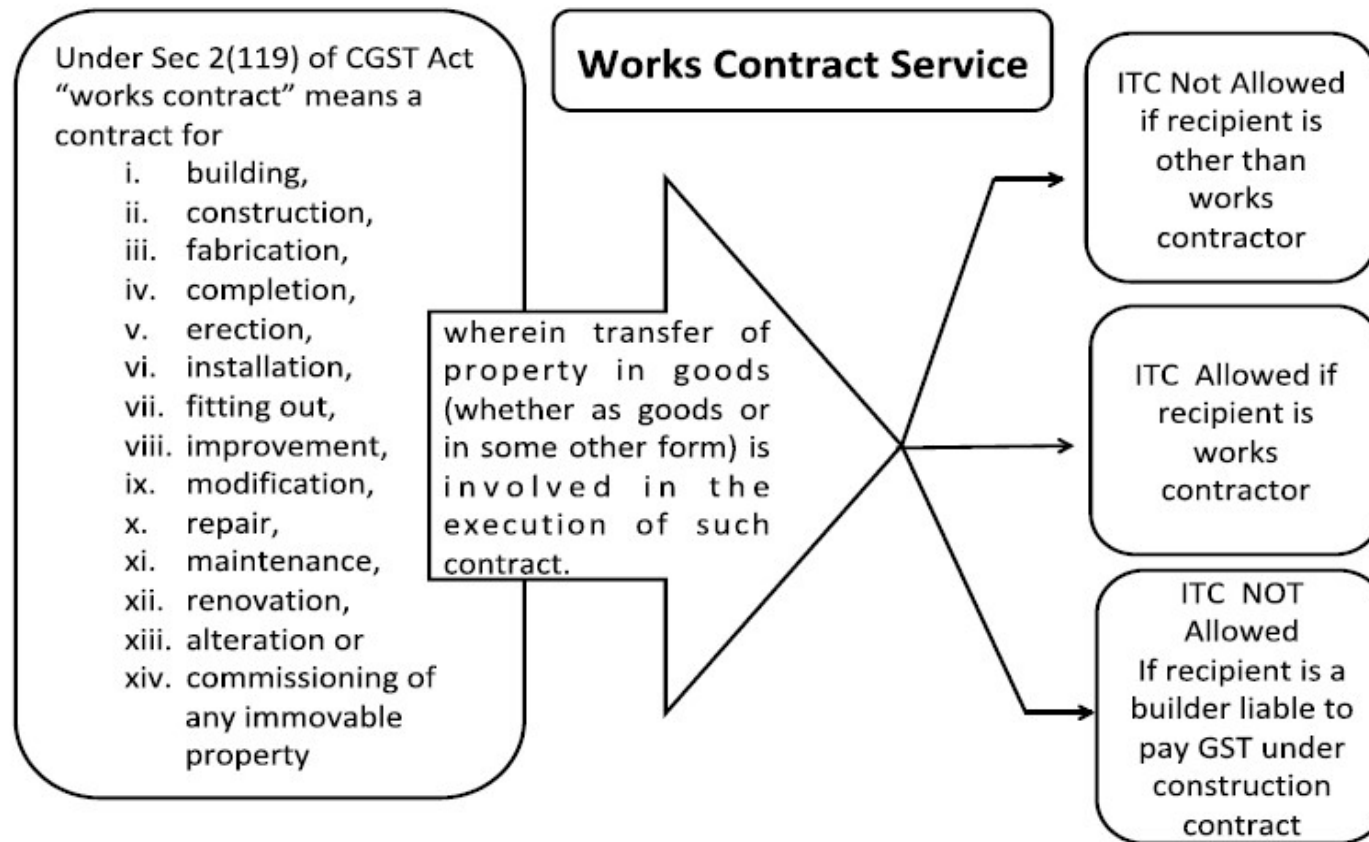 Under Sec 2(119) of CGST Act
“works contract” means a
contract for
i. building,
ii. construction,
iii. fabrication,
iv. completion,
v. erection,
vi. installation,
vii. fitting out,
viii. improvement,
ix. modification,
x. repair,
xi. maintenance,
xii. renovation,
xiii. alteration or
xiv. commissioning of
any immovable
property
Works Contract Service
wherein transfer of
property in goods
(whether as goods or
in some other form) is
involved in the
execution of such
contract.
ITC Not Allowed
if recipient is
other than
works
contractor
ITC Allowed if
recipient is
works
contractor
ITC NOT
Allowed
If recipient is a
builder liable to
pay GST under
construction
contract